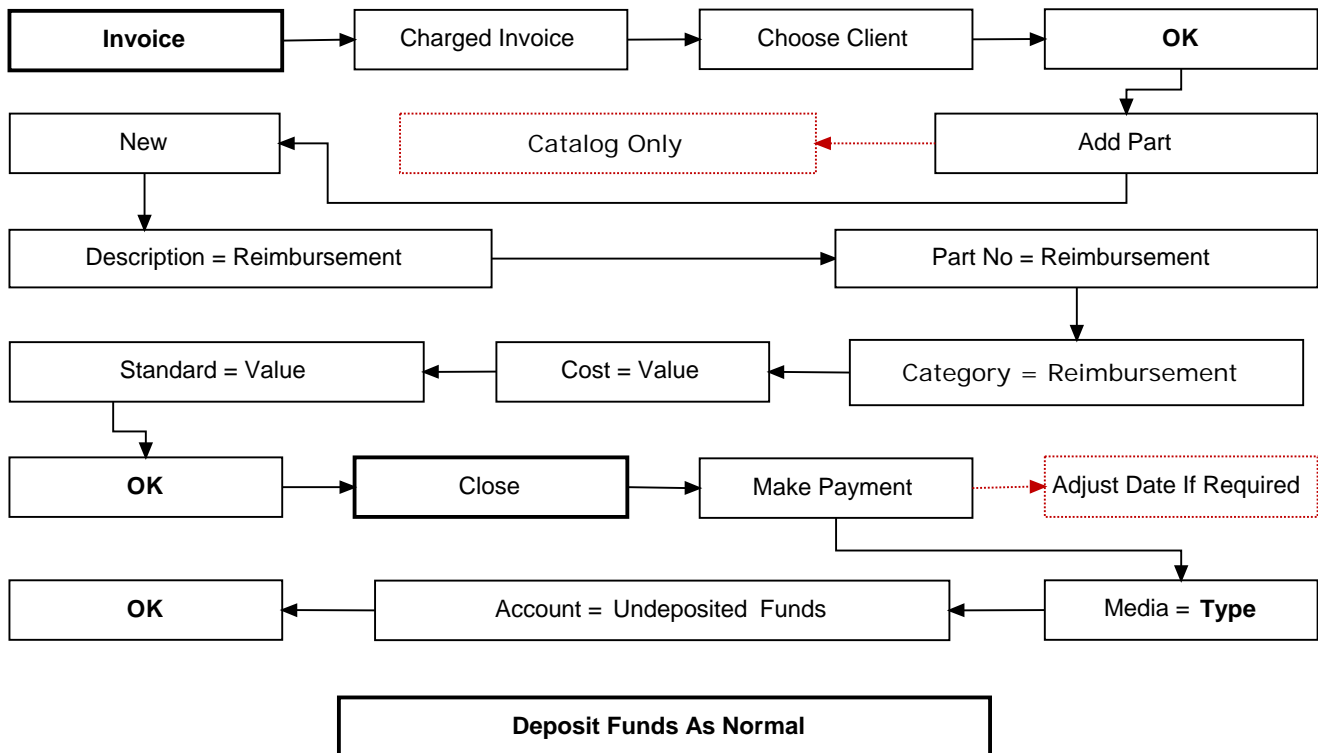 Invoice
Charged Invoice
Choose Client
OK
New
Catalog Only
Add Part
Description = Reimbursement
Part No = Reimbursement
Standard = Value
Cost = Value
Category = Reimbursement
OK
Close
Make Payment
Adjust Date If Required
OK
Account = Undeposited Funds
Media = Type
Deposit Funds As Normal